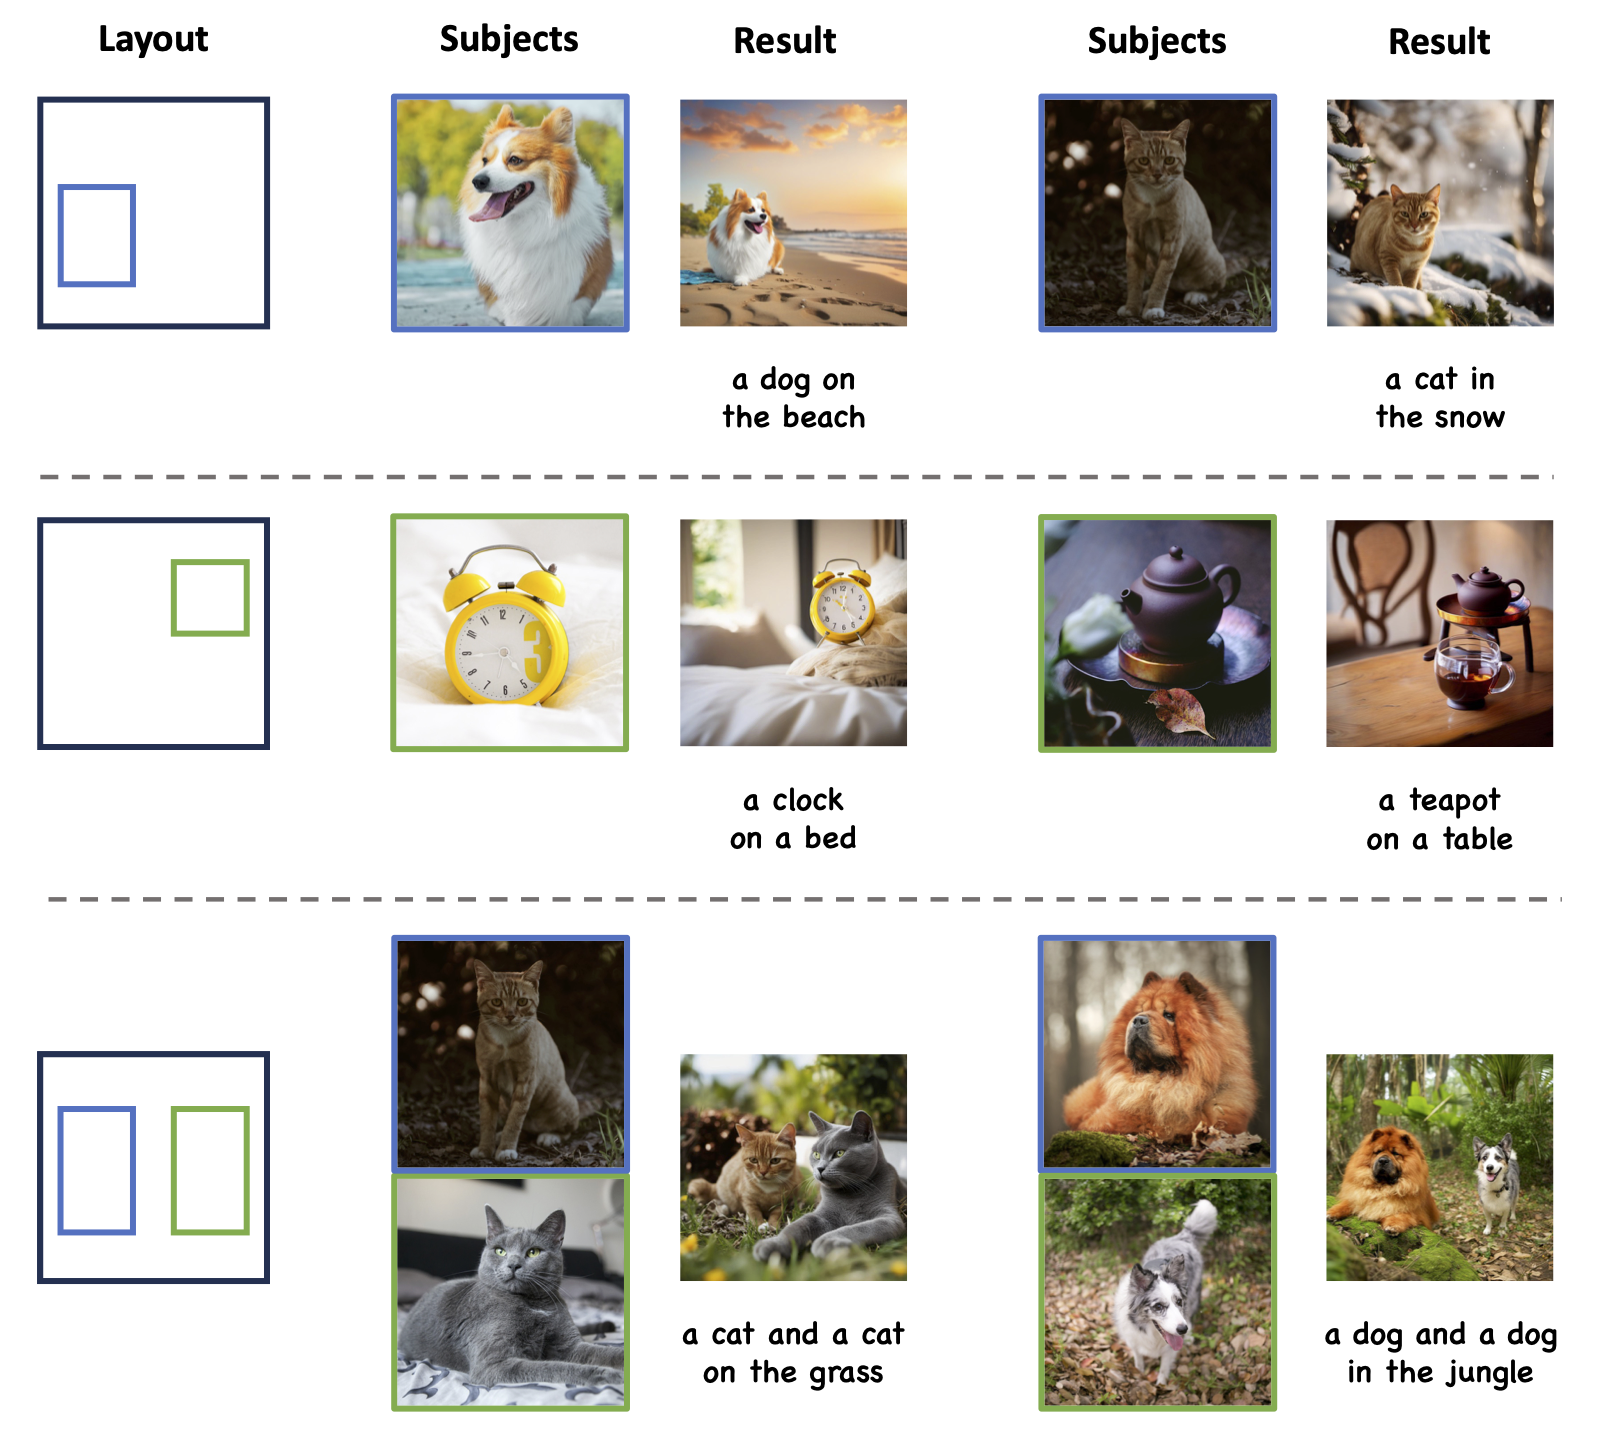 Layout
Subjects
Result
Subjects
Result
a dog on
the beach
a cat in
the snow
a clock
on a bed
a teapot
on a table
a cat and a cat
on the grass
a dog and a dog
in the jungle